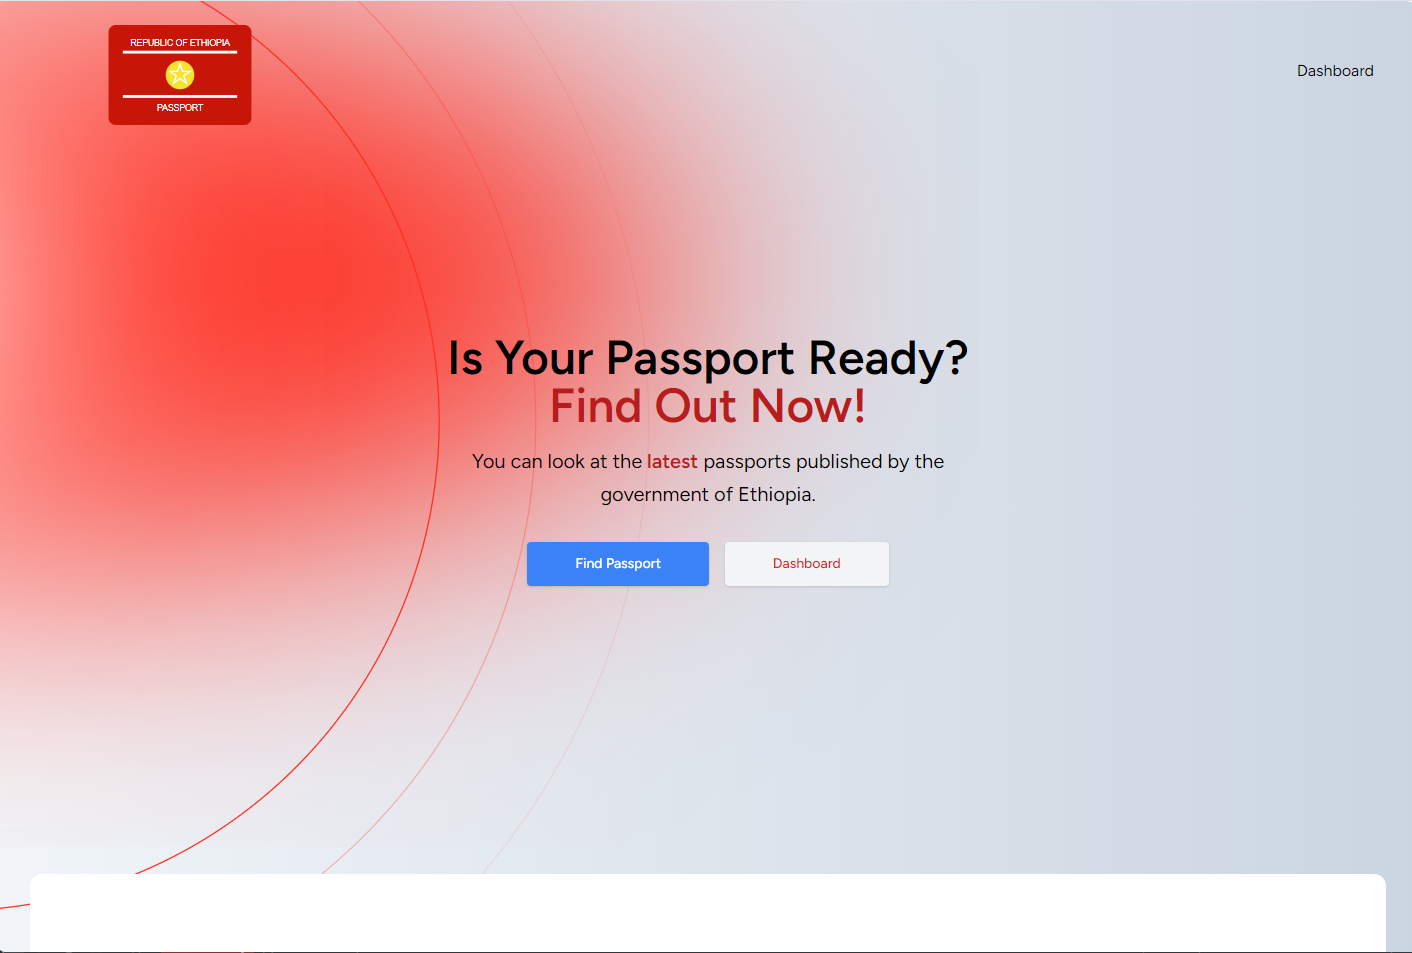 REPUBLIC OF ETHIOPIA
PASSPORT
Dashboard
Is Your Passport Ready?
Find Out Now!
You can look at the latest passports published by the
government of Ethiopia.
Find Passport
Dashboard